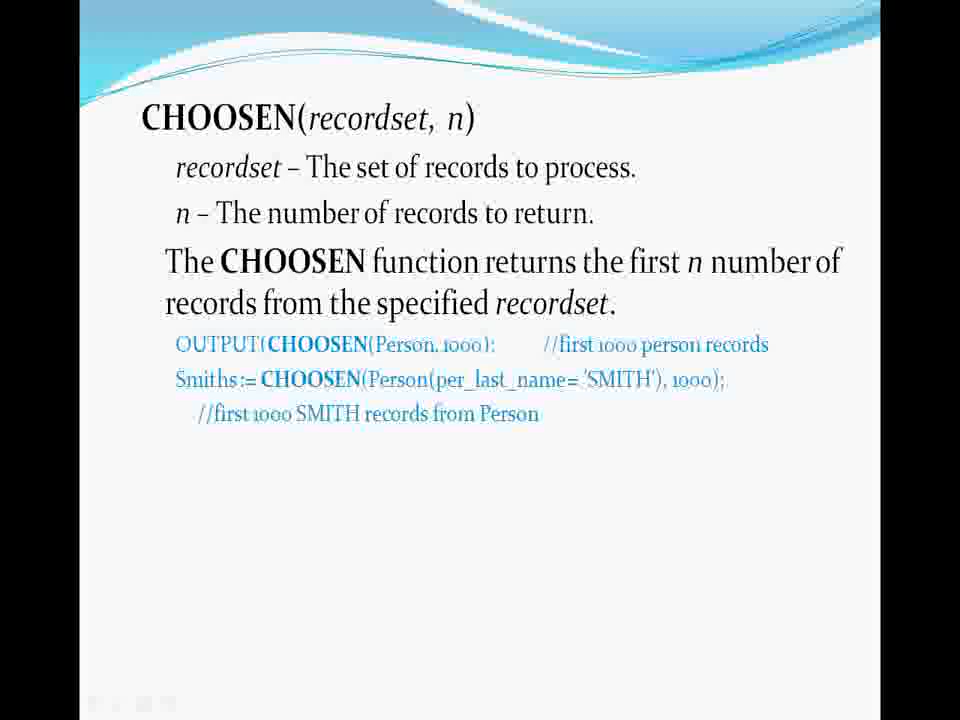 CHOOSEN(recordset, n)
recordset – The set of records to process.
n – The number of records to return.
The CHOOSEN function returns the first n number of
records from the specified recordset.
OUTPUT(CHOOSEN(Person, 1000); //first 1000 person records
Smiths := CHOOSEN(Person(per_last_name= 'SMITH'), 1000);
//first 1000 SMITH records from Person